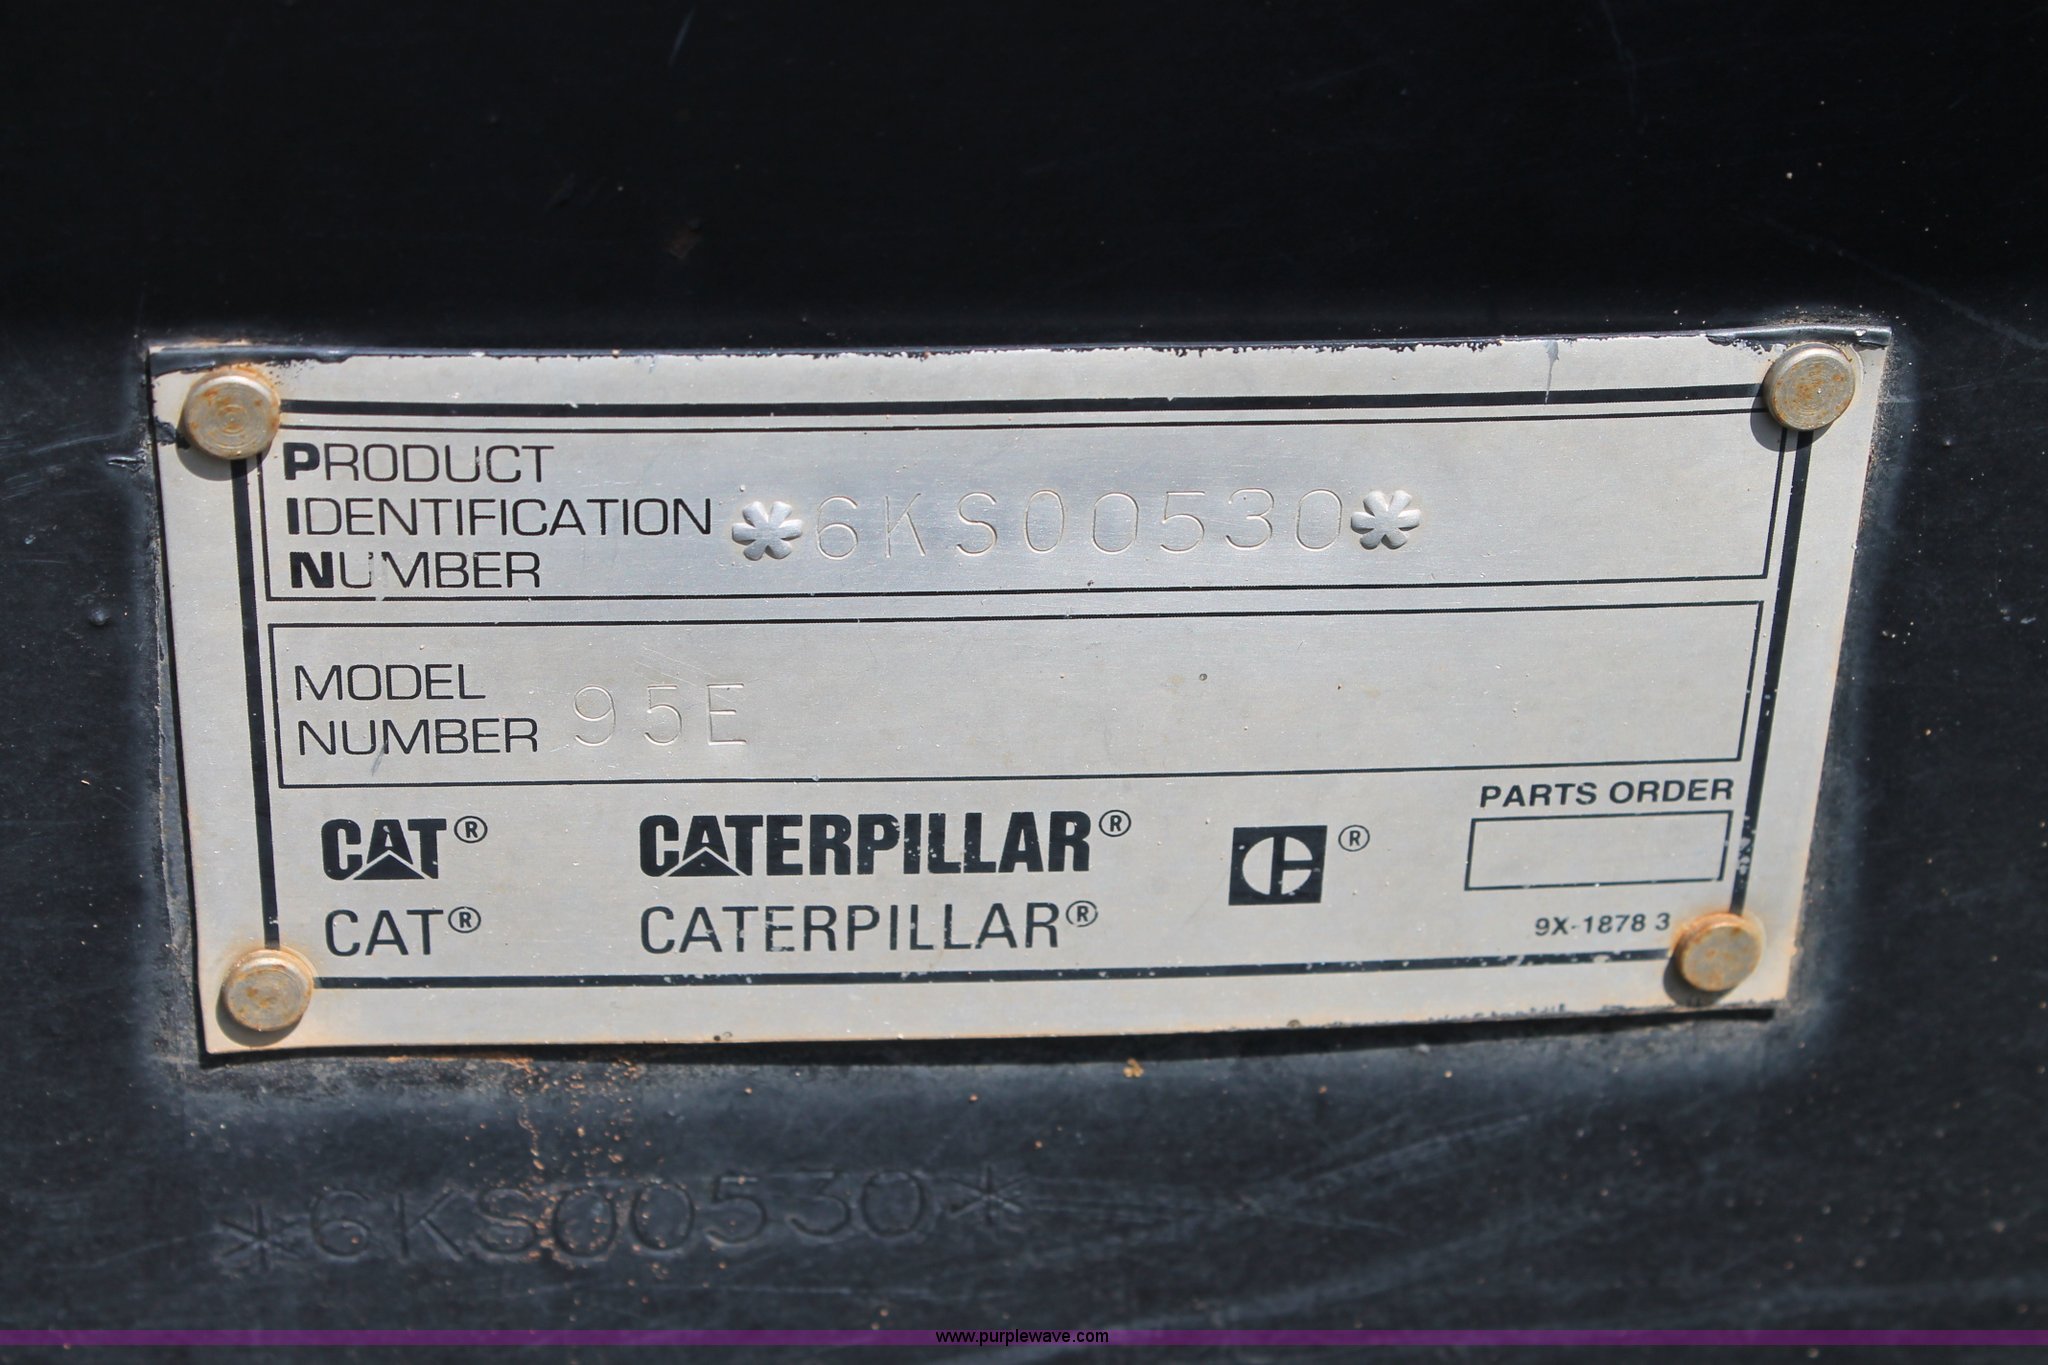 PRODUCT
IDENTIFICATION
NUMBER
*6KS00530*
MODEL
NUMBER
95E
PARTS ORDER
CAT® CATERPILLAR® ®
CAT® CATERPILLAR®
9X-1878 3
*6KS00530*
www.purplewave.com